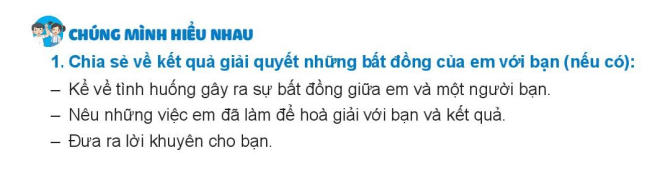 CHÚNG MÌNH HIỂU NHAU
1. Chia sẻ về kết quả giải quyết những bất đồng của em với bạn (nếu có):
– Kể về tình huống gây ra sự bất đồng giữa em và một người bạn.
– Nêu những việc em đã làm để hoà giải với bạn và kết quả.
– Đưa ra lời khuyên cho bạn.